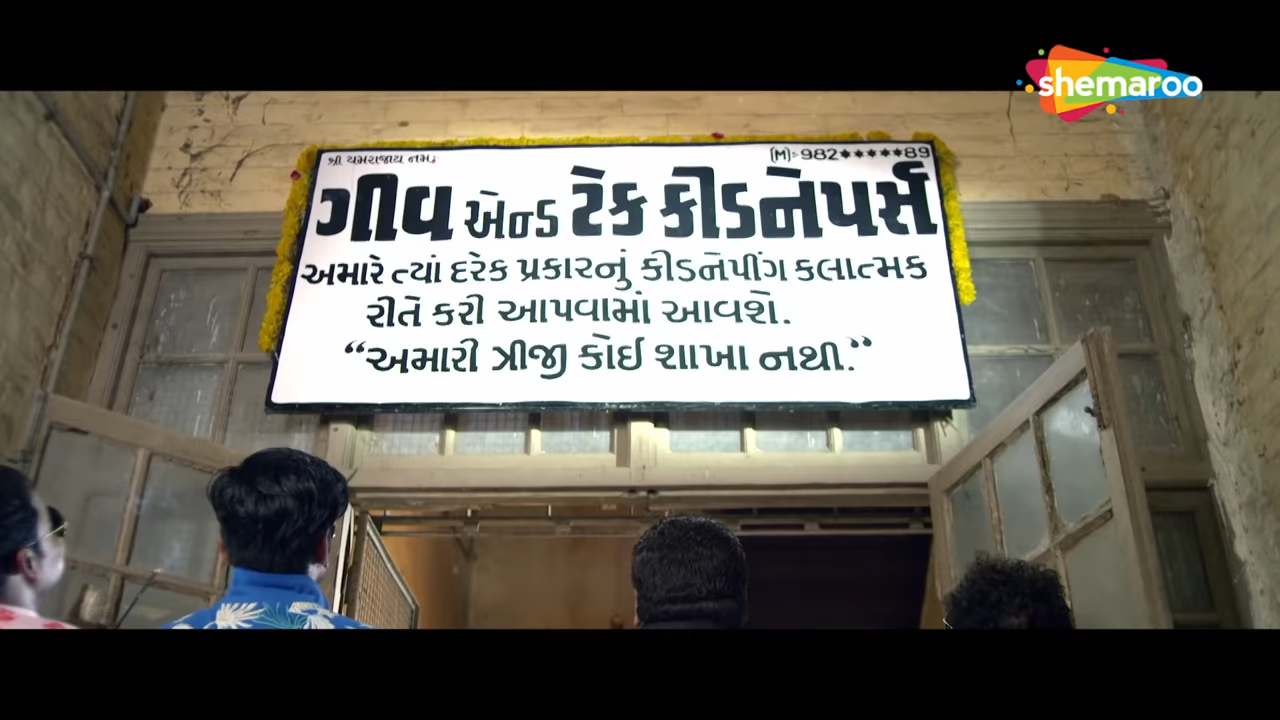 shemaroo
શ્રી યમરાજાય નમઃ (M):-982*****89
ગીવ એન્ડ ટેક કીડનેપર્સ
અમારે ત્યાં દરેક પ્રકારનું કીડનેપીંગ કલાત્મક
રીતે કરી આપવામાં આવશે.
“અમારી ત્રીજી કોઈ શાખા નથી.”